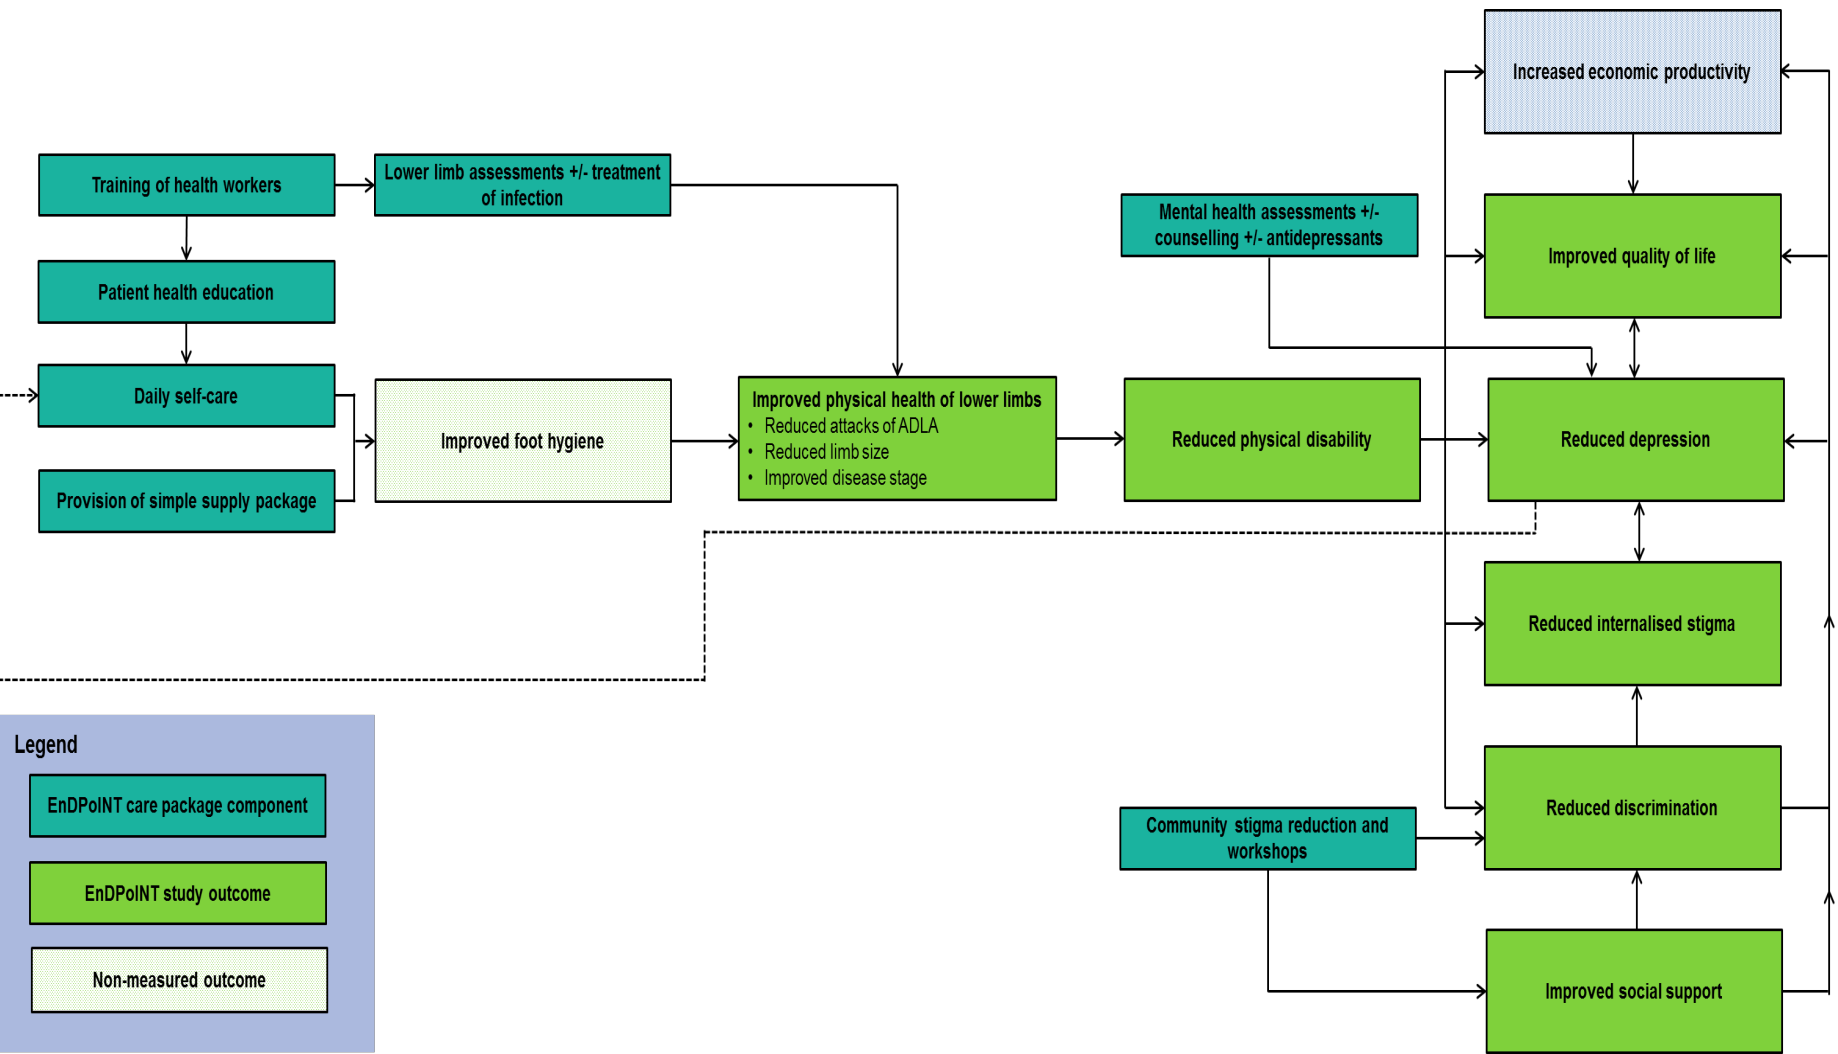 Increased economic productivity
Training of health workers
Lower limb assessments +/- treatment
of infection
Mental health assessments +/-
counselling +/- antidepressants
Improved quality of life
Patient health education
Daily self-care
Improved foot hygiene
Improved physical health of lower limbs
• Reduced attacks of ADLA
• Reduced limb size
• Improved disease stage
Reduced physical disability
Reduced depression
Provision of simple supply package
Reduced internalised stigma
Legend
EnDPoINT care package component
EnDPoINT study outcome
Non-measured outcome
Community stigma reduction and
workshops
Reduced discrimination
Improved social support